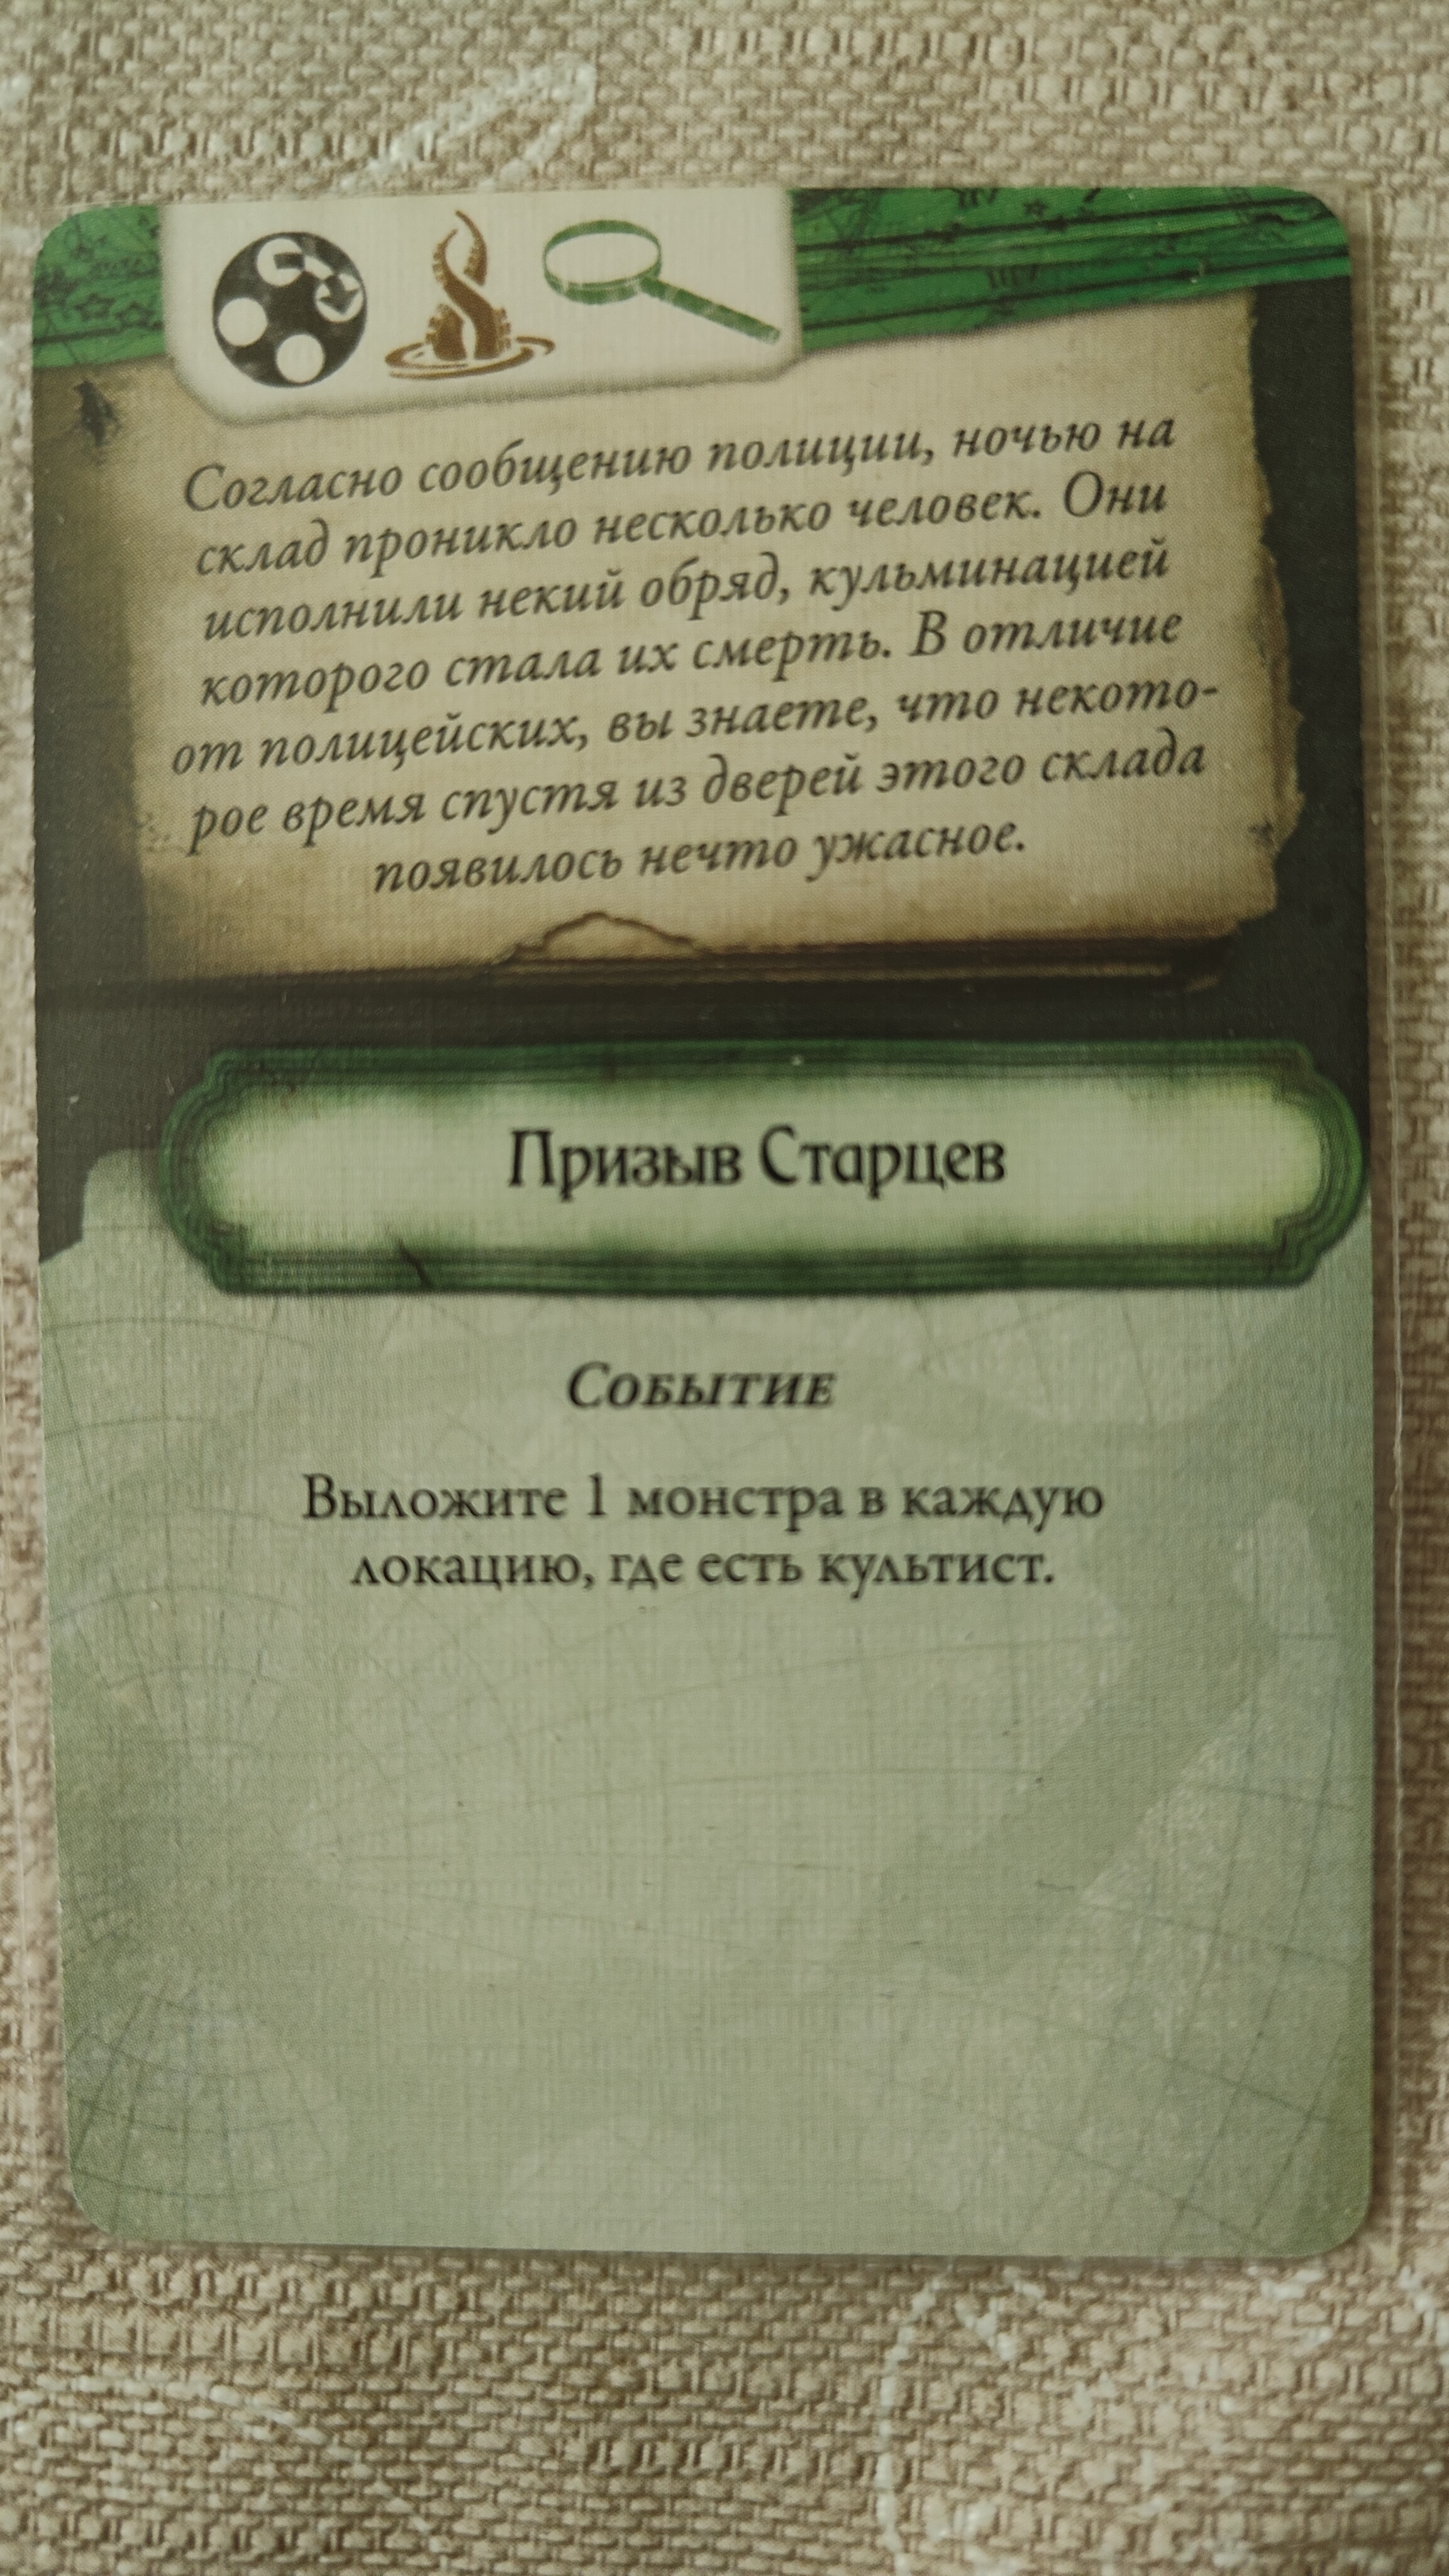 Согласно сообщению полиции, ночью на
склад проникло несколько человек. Они
исполнили некий обряд, кульминацией
которого стала их смерть. В отличие
от полицейских, вы знаете, что некото-
рое время спустя из дверей этого склада
появилось нечто ужасное.
Призыв Старцев
Событие
Выложите 1 монстра в каждую
локацию, где есть культист.